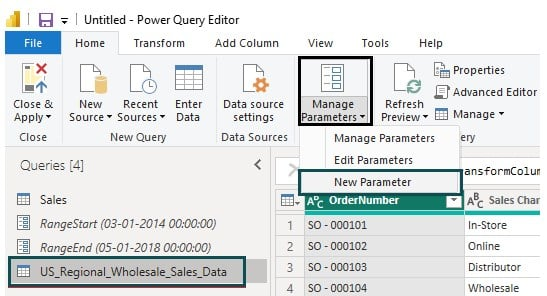 Untitled - Power Query Editor
File Home Transform Add Column View Tools Help
Close & Apply New Source Recent Sources Enter Data Data source settings Manage Parameters Refresh Preview Properties
Advanced Editor
Manage
Close New Query Data Sources
Manage Parameters
Edit Parameters
New Parameter
Queries [4]
Sales
RangeStart (03-01-2014 00:00:00)
RangeEnd (05-01-2018 00:00:00)
US_Regional_Wholesale_Sales_Data
ABC OrderNumber ABC Sales Chan
1 SO - 000101 In-Store
2 SO - 000102 Online
3 SO - 000103 Distributor
4 SO - 000104 Wholesale